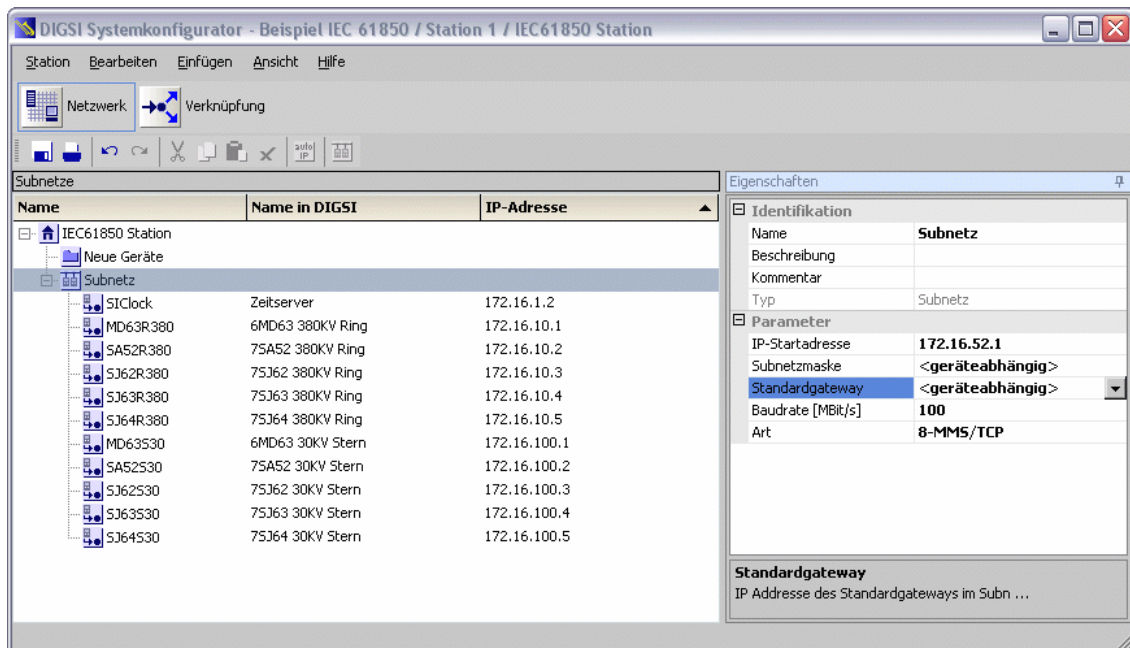 DIGSI Systemkonfigurator - Beispiel IEC 61850 / Station 1 / IEC61850 Station
Station Bearbeiten Einfügen Ansicht Hilfe
Netzwerk Verknüpfung
auto IP
Subnetze
Name Name in DIGSI IP-Adresse
IEC61850 Station
Neue Geräte
Subnetz
SIClock Zeitserver 172.16.1.2
MD63R380 6MD63 380KV Ring 172.16.10.1
SA52R380 7SA52 380KV Ring 172.16.10.2
SJ62R380 7SJ62 380KV Ring 172.16.10.3
SJ63R380 7SJ63 380KV Ring 172.16.10.4
SJ64R380 7SJ64 380KV Ring 172.16.10.5
MD63S30 6MD63 30KV Stern 172.16.100.1
SA52S30 7SA52 30KV Stern 172.16.100.2
SJ62S30 7SJ62 30KV Stern 172.16.100.3
SJ63S30 7SJ63 30KV Stern 172.16.100.4
SJ64S30 7SJ64 30KV Stern 172.16.100.5
Eigenschaften
Identifikation
Name Subnetz
Beschreibung
Kommentar
Typ Subnetz
Parameter
IP-Startadresse 172.16.52.1
Subnetzmaske <geräteabhängig>
Standardgateway <geräteabhängig>
Baudrate [MBit/s] 100
Art 8-MMS/TCP
Standardgateway
IP Addresse des Standardgateways im Subn ...